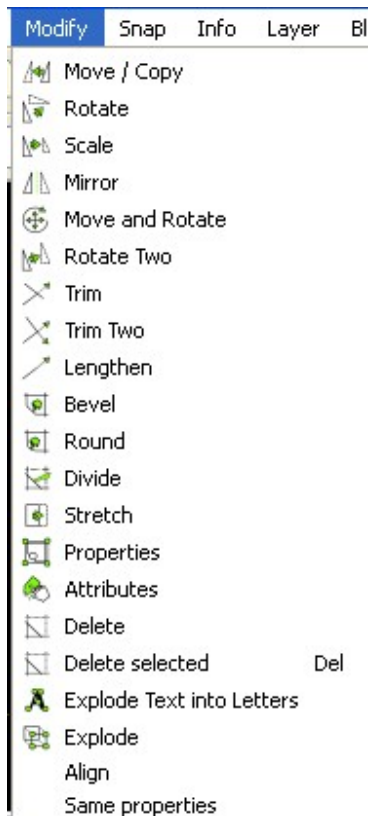 Modify Snap Info Layer Bl
Move / Copy
Rotate
Scale
Mirror
Move and Rotate
Rotate Two
Trim
Trim Two
Lengthen
Bevel
Round
Divide
Stretch
Properties
Attributes
Delete
Delete selected Del
Explode Text into Letters
Explode
Align
Same properties